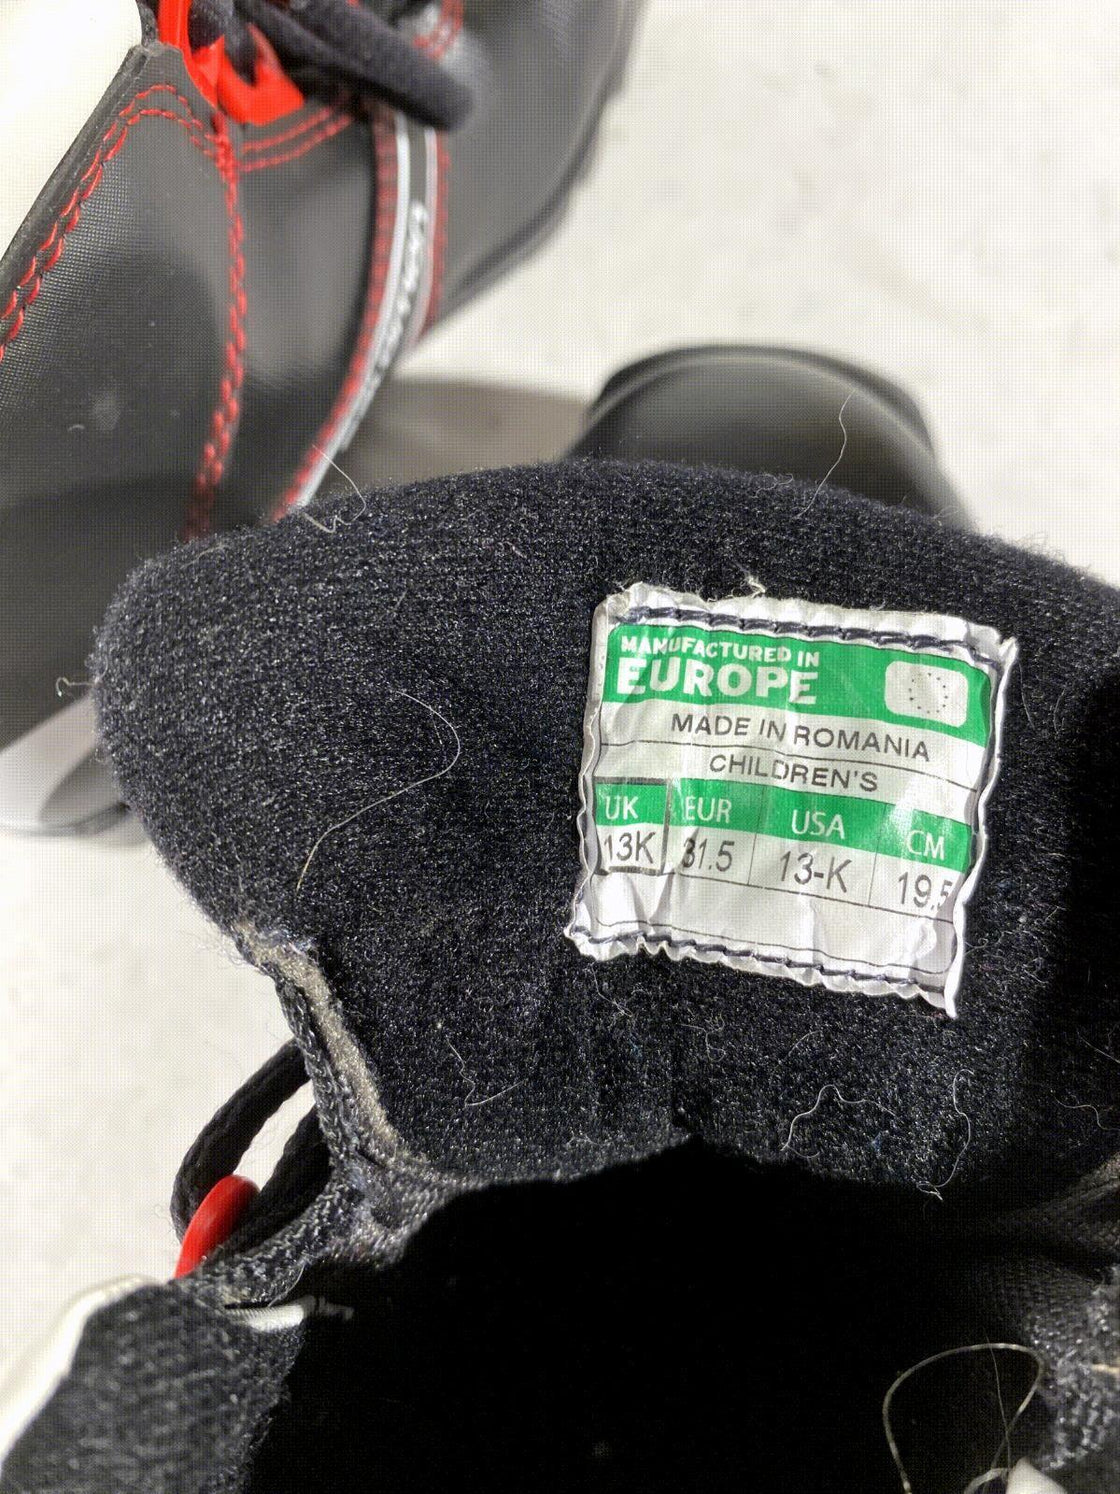 MANUFACTURED IN
EUROPE
MADE IN ROMANIA
CHILDREN'S
UK EUR USA CM
13K 31.5 13-K 19.5